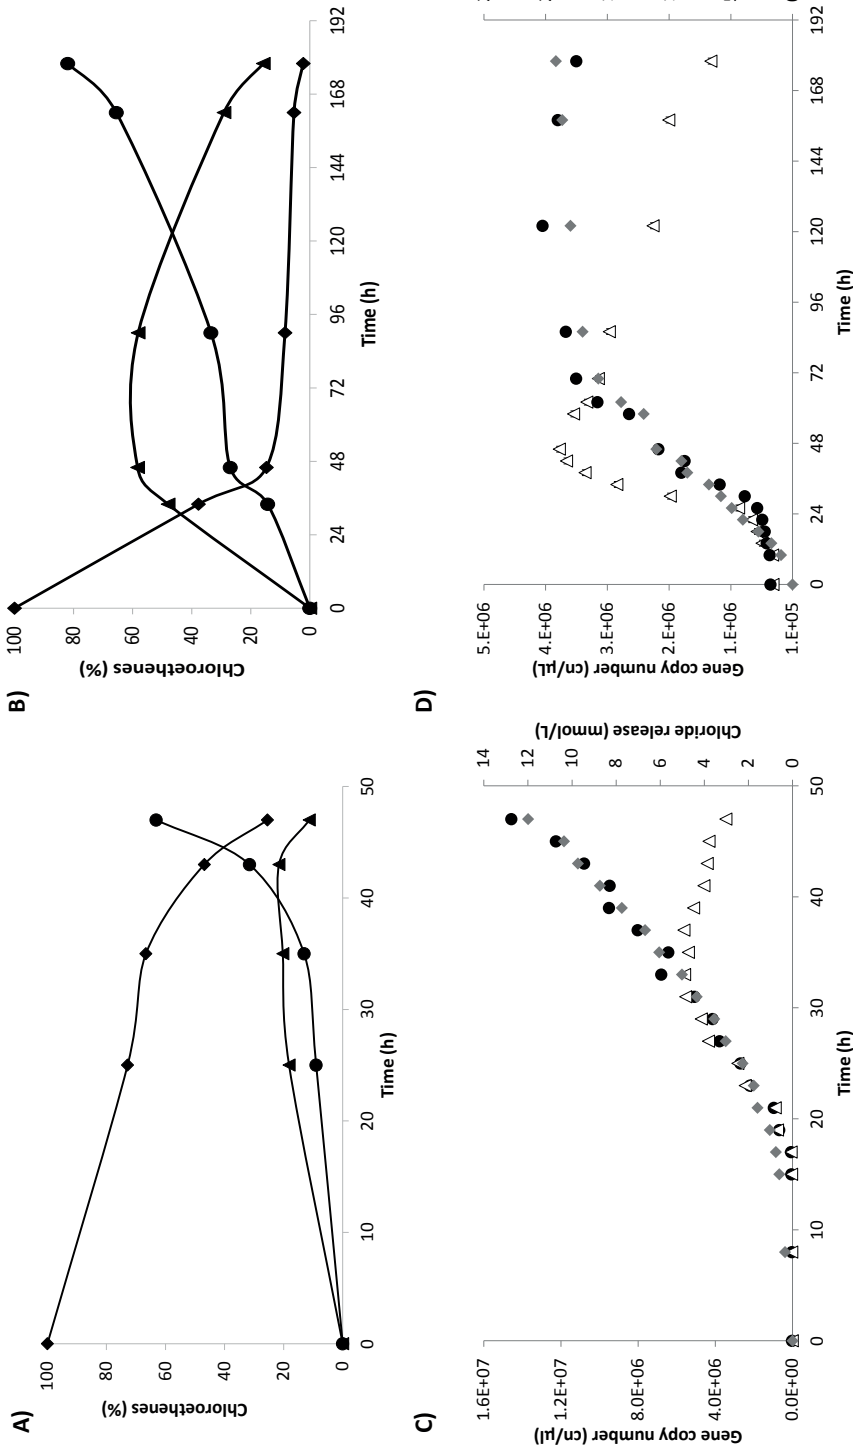 A)
Chloroethenes (%)
100
80
60
40
20
0
0
10
20
30
40
50
Time (h)
B)
Chloroethenes (%)
100
80
60
40
20
0
0
24
48
72
96
120
144
168
192
Time (h)
C)
Gene copy number (cn/µl)
1.6E+07
1.2E+07
8.0E+06
4.0E+06
0.0E+00
0
10
20
30
40
50
Time (h)
Chloride release (mmol/L)
14
12
10
8
6
4
2
0
D)
Gene copy number (cn/µL)
5.E+06
4.E+06
3.E+06
2.E+06
1.E+06
1.E+05
0
24
48
72
96
120
144
168
192
Time (h)